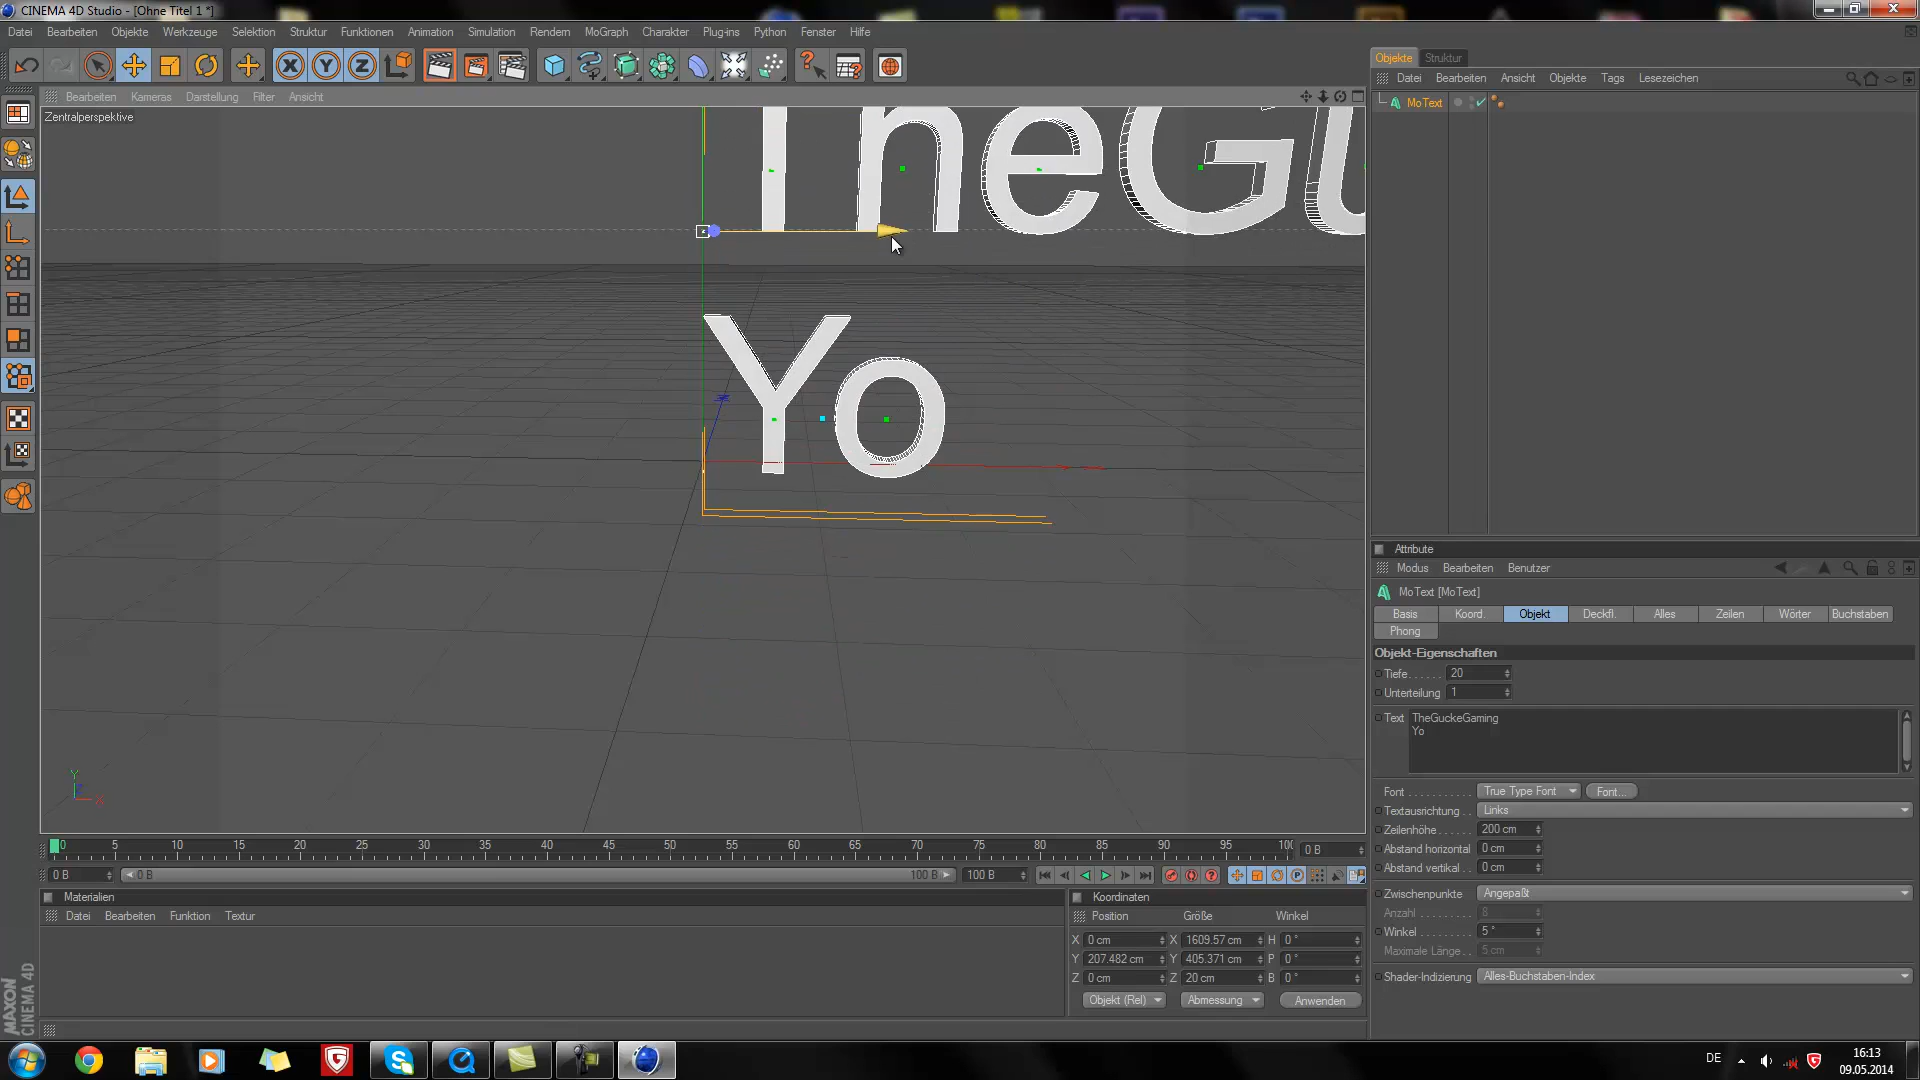 CINEMA 4D Studio - [Ohne Titel 1 *]
Datei Bearbeiten Objekte Werkzeuge Selektion Struktur Funktionen Animation Simulation Rendern MoGraph Charakter Plug-ins Python Fenster Hilfe
Bearbeiten Kameras Darstellung Filter Ansicht
Zentralperspektive
TheGu
Yo
Y
X
Objekte Struktur
Datei Bearbeiten Ansicht Objekte Tags Lesezeichen
MoText
Attribute
Modus Bearbeiten Benutzer
MoText [MoText]
Basis Koord. Objekt Deckfl. Alles Zeilen Wörter Buchstaben
Phong
Objekt-Eigenschaften
Tiefe 20
Unterteilung 1
Text TheGuckeGaming
Yo
Font True Type Font Font...
Textausrichtung Links
Zeilenhöhe 200 cm
Abstand horizontal 0 cm
Abstand vertikal 0 cm
Zwischenpunkte Angepaßt
Anzahl 8
Winkel 5 °
Maximale Länge 5 cm
Shader-Indizierung Alles-Buchstaben-Index
0 5 10 15 20 25 30 35 40 45 50 55 60 65 70 75 80 85 90 95 100 0 B
0 B 0 B 100 B 100 B
Materialien
Datei Bearbeiten Funktion Textur
Koordinaten
Position Größe Winkel
X 0 cm X 1609.57 cm H 0 °
Y 207.482 cm Y 405.371 cm P 0 °
Z 0 cm Z 20 cm B 0 °
Objekt (Rel) Abmessung Anwenden
MAXON
CINEMA 4D
DE
16:13
09.05.2014